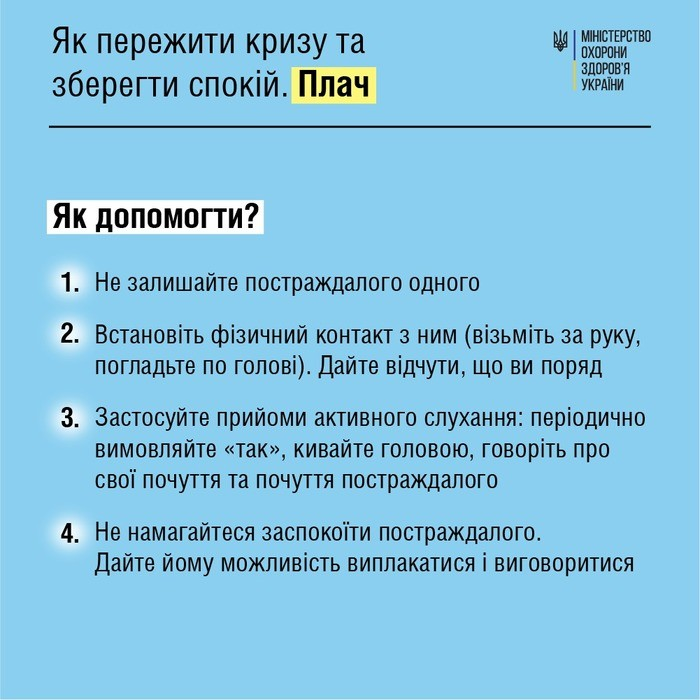 Як пережити кризу та
зберегти спокій. Плач
МІНІСТЕРСТВО
ОХОРОНИ
ЗДОРОВ'Я
УКРАЇНИ
Як допомогти?
1. Не залишайте постраждалого одного
2. Встановіть фізичний контакт з ним (візьміть за руку,
погладьте по голові). Дайте відчути, що ви поряд
3. Застосуйте прийоми активного слухання: періодично
вимовляйте «так», кивайте головою, говоріть про
свої почуття та почуття постраждалого
4. Не намагайтеся заспокоїти постраждалого.
Дайте йому можливість виплакатися і виговоритися